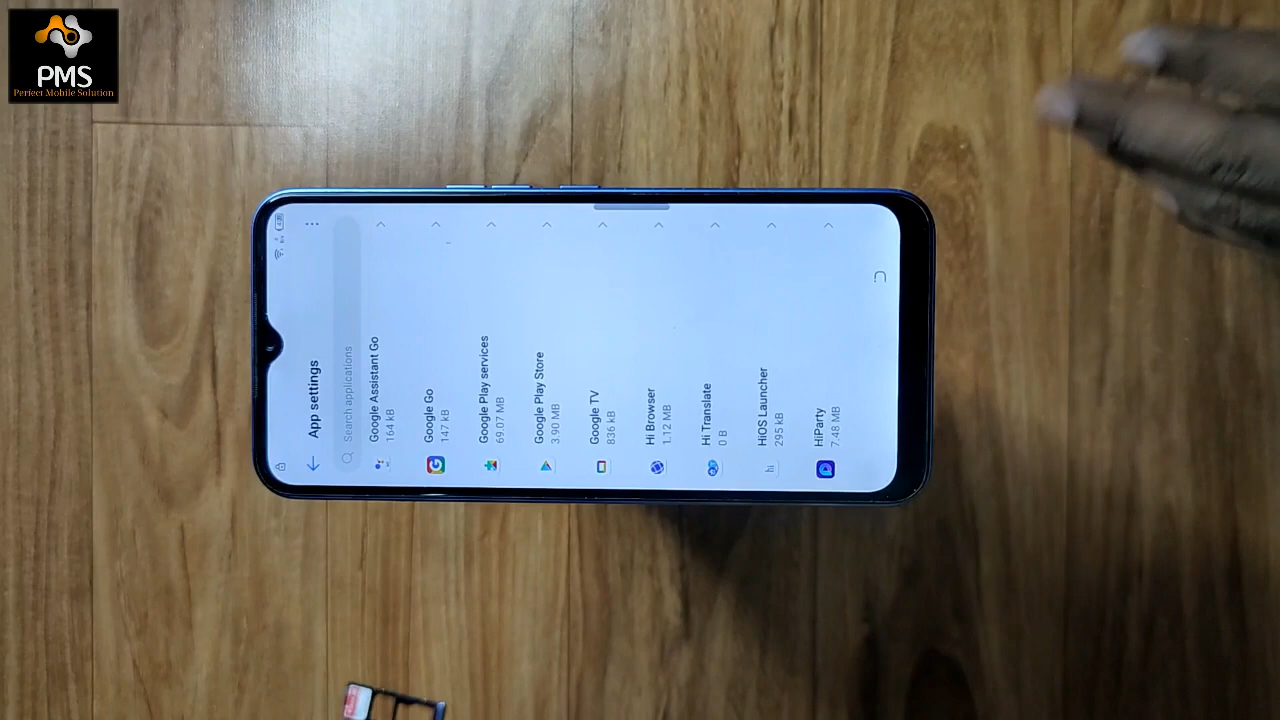 PMS
Perfect Mobile Solution
App settings
Search applications
Google Assistant Go
164 kB
Google Go
147 kB
Google Play services
69.07 MB
Google Play Store
3.90 MB
Google TV
836 kB
Hi Browser
1.12 MB
Hi Translate
0 B
HiOS Launcher
295 kB
HiParty
7.48 MB